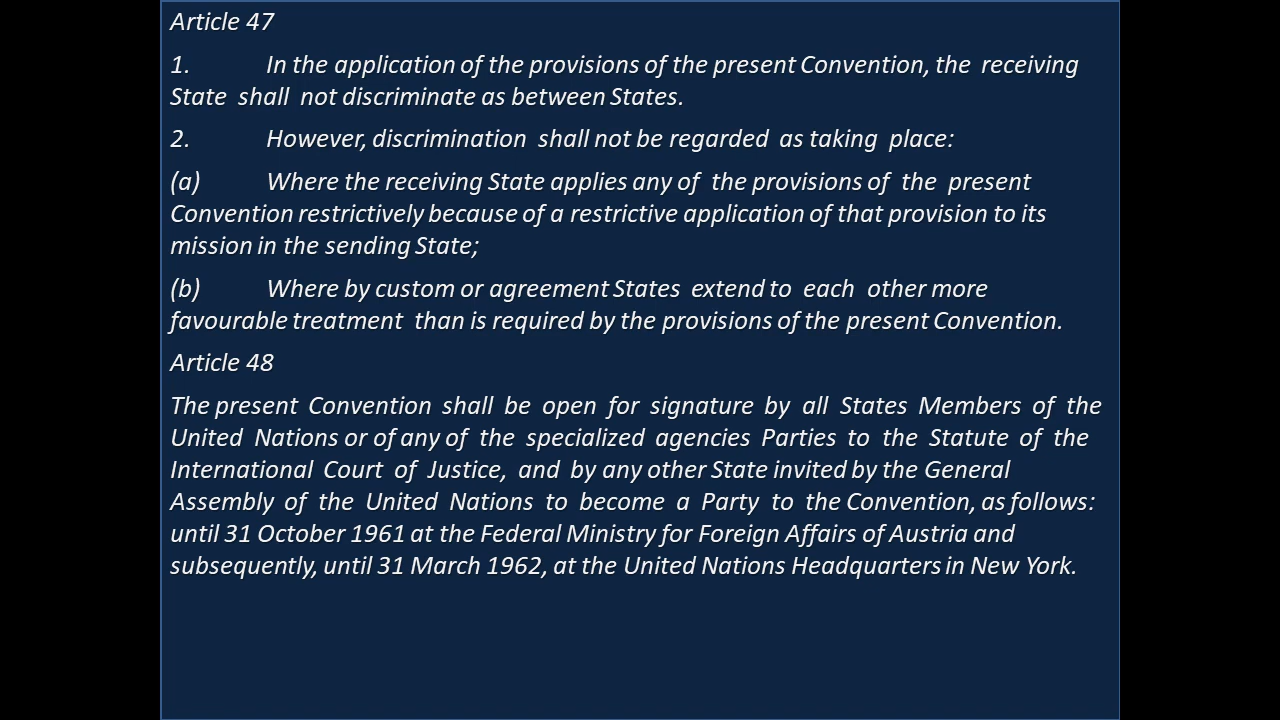 Article 47
1. In the application of the provisions of the present Convention, the receiving
State shall not discriminate as between States.
2. However, discrimination shall not be regarded as taking place:
(a) Where the receiving State applies any of the provisions of the present
Convention restrictively because of a restrictive application of that provision to its
mission in the sending State;
(b) Where by custom or agreement States extend to each other more
favourable treatment than is required by the provisions of the present Convention.
Article 48
The present Convention shall be open for signature by all States Members of the
United Nations or of any of the specialized agencies Parties to the Statute of the
International Court of Justice, and by any other State invited by the General
Assembly of the United Nations to become a Party to the Convention, as follows:
until 31 October 1961 at the Federal Ministry for Foreign Affairs of Austria and
subsequently, until 31 March 1962, at the United Nations Headquarters in New York.